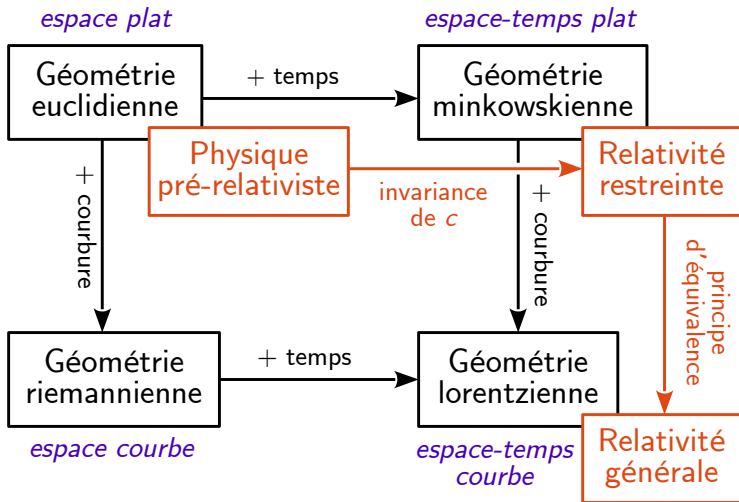 espace plat
espace-temps plat
Géométrie
euclidienne
+ temps
Géométrie
minkowskienne
Physique
pré-relativiste
invariance
de c
Relativité
restreinte
+ courbure
+ courbure
principe
d'équivalence
Géométrie
riemannienne
+ temps
Géométrie
lorentzienne
espace courbe
espace-temps
courbe
Relativité
générale